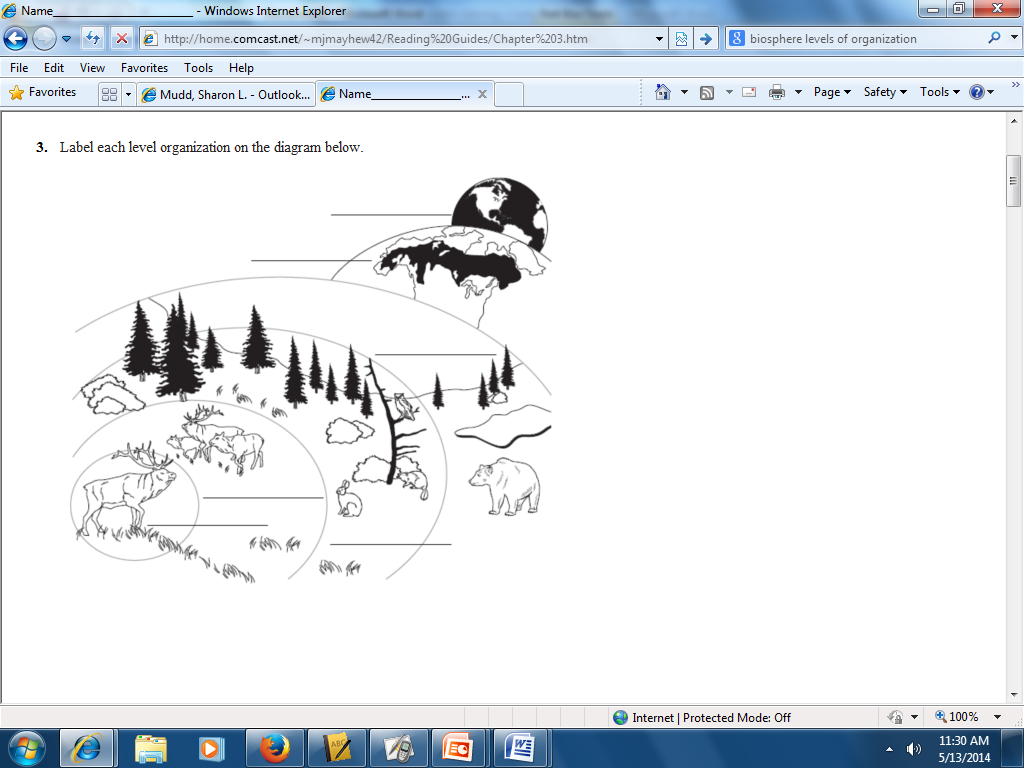 Name______________________ - Windows Internet Explorer
http://home.comcast.net/~mjmayhew42/Reading%20Guides/Chapter%203.htm
biosphere levels of organization
File Edit View Favorites Tools Help
Favorites
Mudd, Sharon L. - Outlook...
Name________________...
Page Safety Tools
3. Label each level organization on the diagram below.
Internet | Protected Mode: Off
100%
11:30 AM
5/13/2014